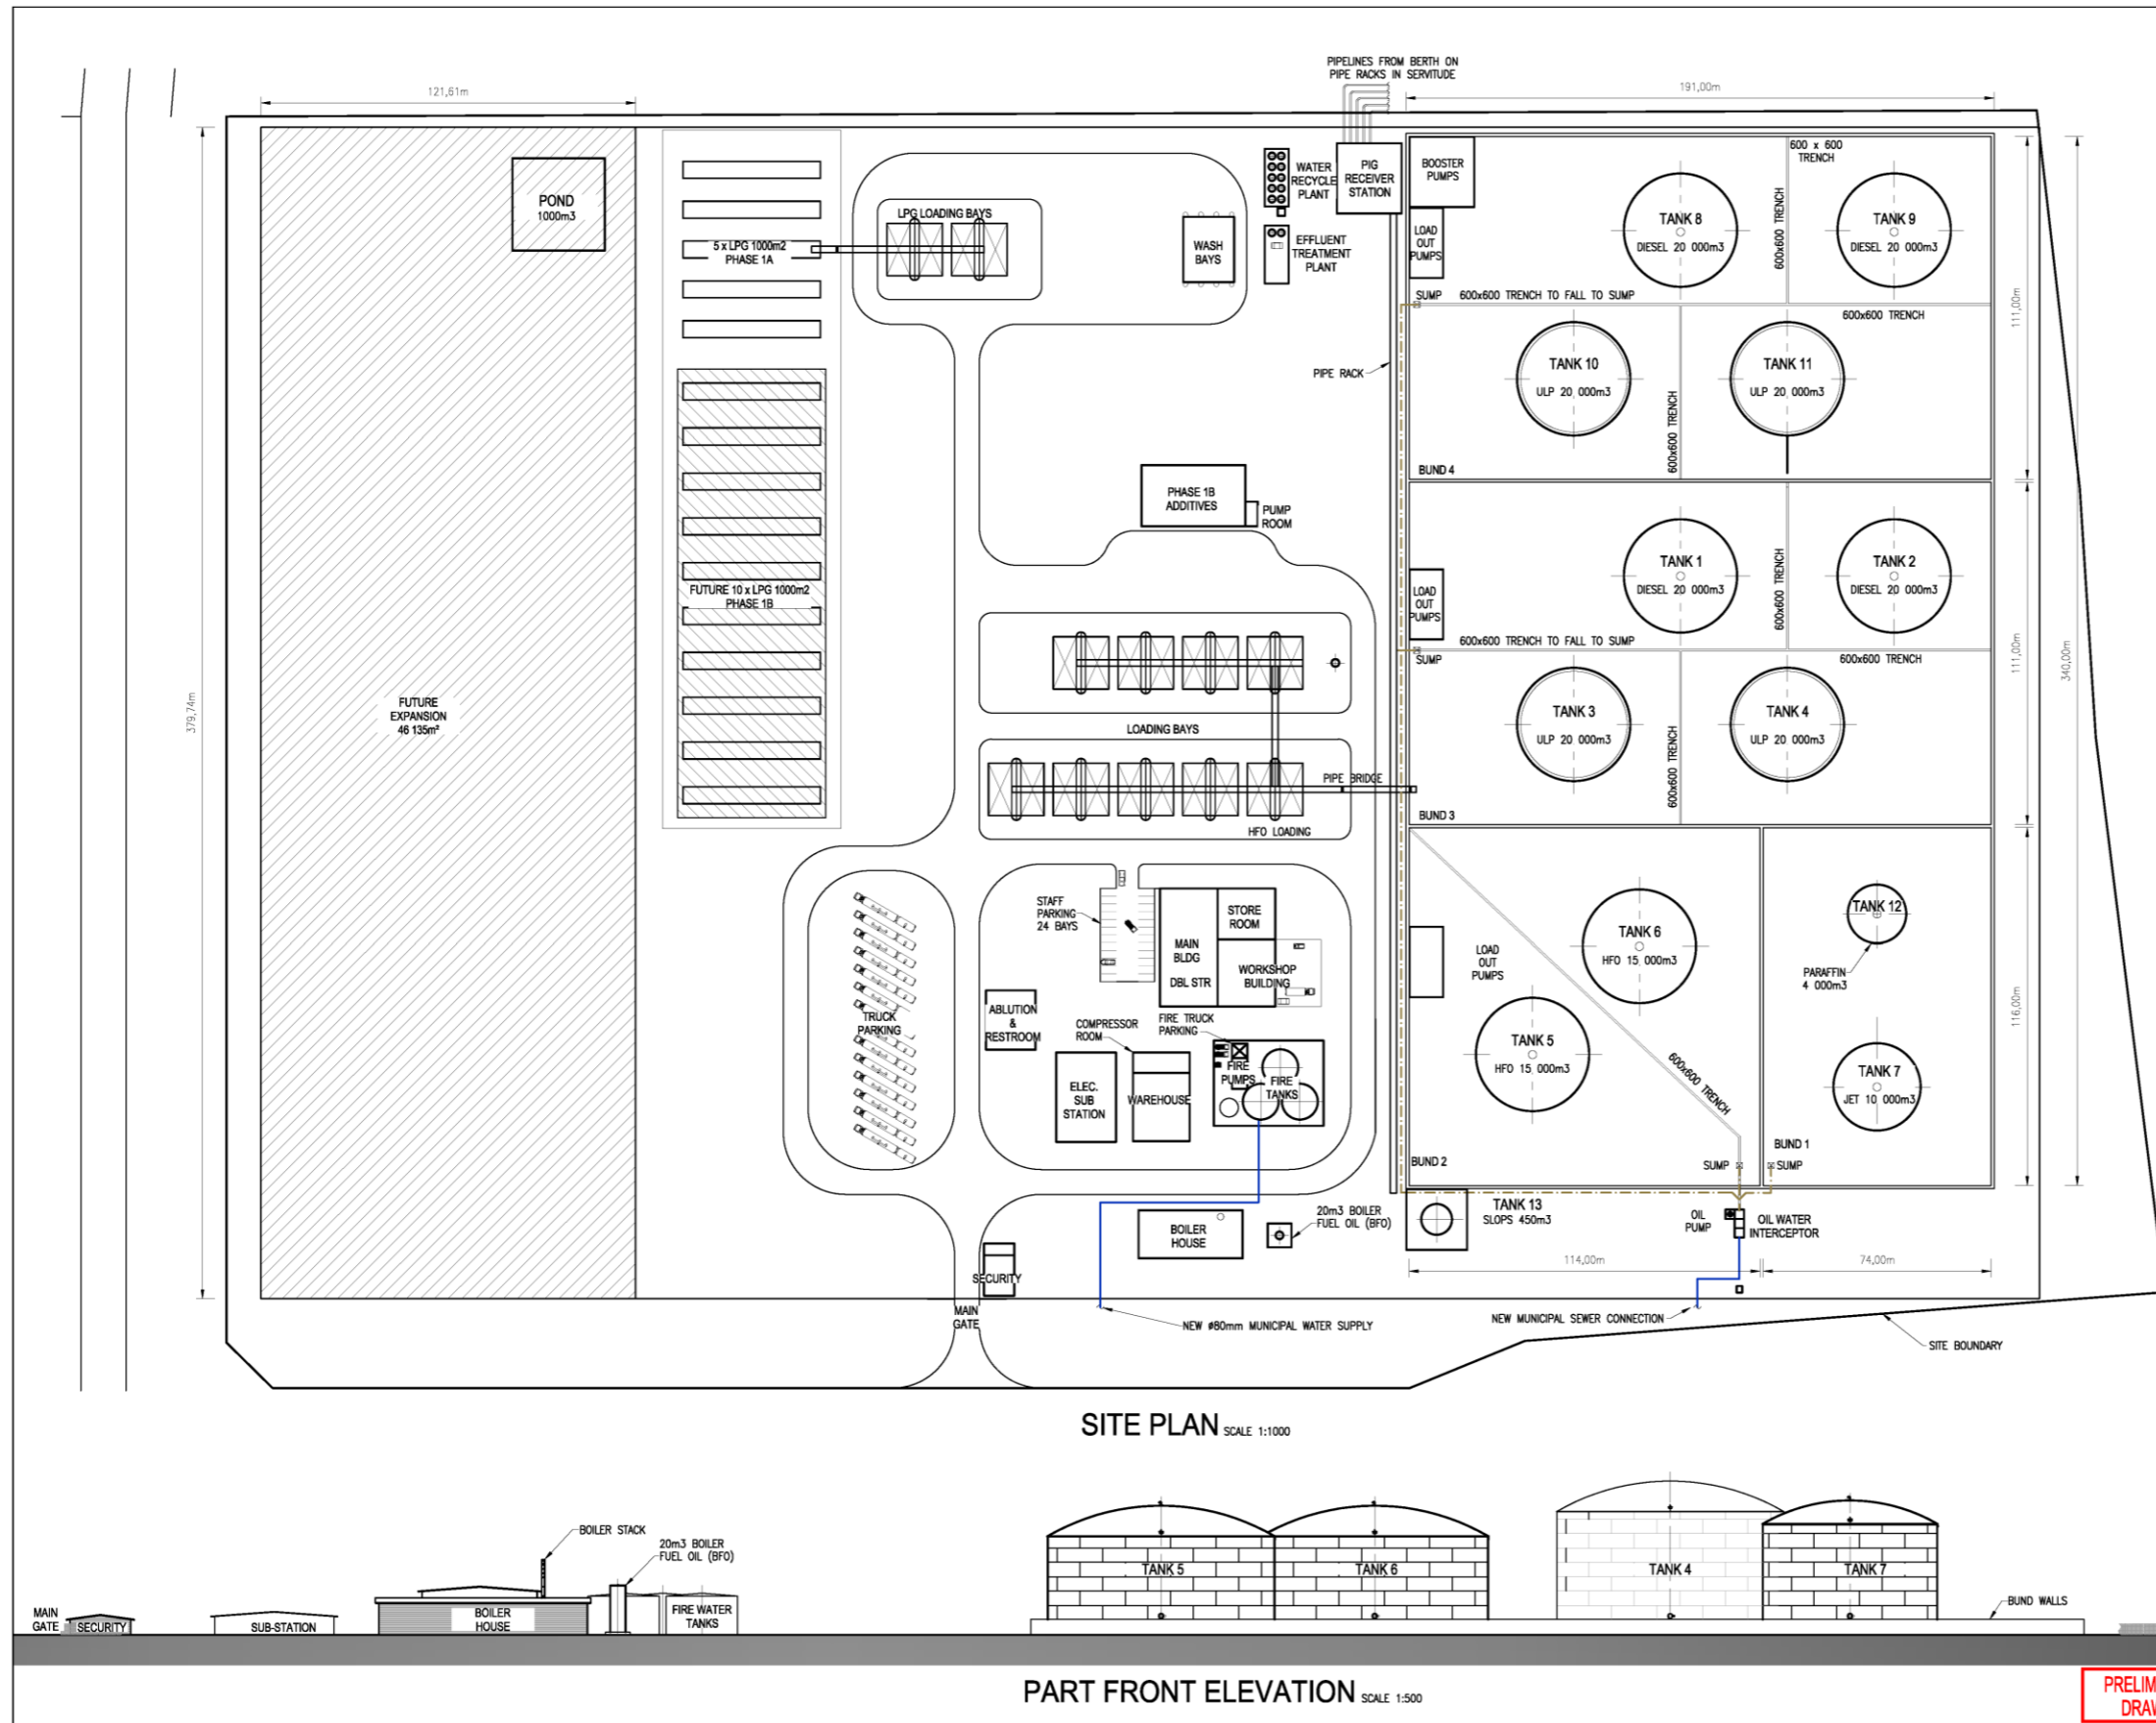 PIPELINES FROM BERTH ON
PIPE RACKS IN SERVITUDE
121,61m
191,00m
POND
1000m3
LPG LOADING BAYS
5 x LPG 1000m2
PHASE 1A
WASH
BAYS
WATER
RECYCLE
PLANT
EFFLUENT
TREATMENT
PLANT
PIG
RECEIVER
STATION
BOOSTER
PUMPS
LOAD
OUT
PUMPS
TANK 8
DIESEL 20 000m3
600x600 TRENCH
600 x 600
TRENCH
TANK 9
DIESEL 20 000m3
SUMP
600x600 TRENCH TO FALL TO SUMP
600x600 TRENCH
111,00m
PIPE RACK
TANK 10
ULP 20 000m3
TANK 11
ULP 20 000m3
600x600 TRENCH
BUND 4
PHASE 1B
ADDITIVES
PUMP
ROOM
FUTURE 10 x LPG 1000m2
PHASE 1B
LOAD
OUT
PUMPS
TANK 1
DIESEL 20 000m3
600x600 TRENCH
TANK 2
DIESEL 20 000m3
600x600 TRENCH TO FALL TO SUMP
SUMP
600x600 TRENCH
111,00m
340,00m
379,74m
FUTURE
EXPANSION
46 135m²
LOADING BAYS
TANK 3
ULP 20 000m3
TANK 4
ULP 20 000m3
600x600 TRENCH
PIPE BRIDGE
HFO LOADING
BUND 3
STAFF
PARKING
24 BAYS
STORE
ROOM
MAIN
BLDG
DBL STR
WORKSHOP
BUILDING
LOAD
OUT
PUMPS
TANK 6
HFO 15 000m3
TANK 12
PARAFFIN
4 000m3
116,00m
TRUCK
PARKING
ABLUTION
&
RESTROOM
COMPRESSOR
ROOM
FIRE TRUCK
PARKING
ELEC.
SUB
STATION
WAREHOUSE
FIRE
PUMPS
FIRE
TANKS
TANK 5
HFO 15 000m3
600x600 TRENCH
TANK 7
JET 10 000m3
BUND 1
BUND 2
SUMP
SUMP
TANK 13
SLOPS 450m3
OIL
PUMP
OIL WATER
INTERCEPTOR
20m3 BOILER
FUEL OIL (BFO)
BOILER
HOUSE
114,00m
74,00m
SECURITY
MAIN
GATE
NEW ø80mm MUNICIPAL WATER SUPPLY
NEW MUNICIPAL SEWER CONNECTION
SITE BOUNDARY
SITE PLAN SCALE 1:1000
BOILER STACK
20m3 BOILER
FUEL OIL (BFO)
MAIN
GATE
SECURITY
SUB-STATION
BOILER
HOUSE
FIRE WATER
TANKS
TANK 5
TANK 6
TANK 4
TANK 7
BUND WALLS
PART FRONT ELEVATION SCALE 1:500
PRELIM
DRA